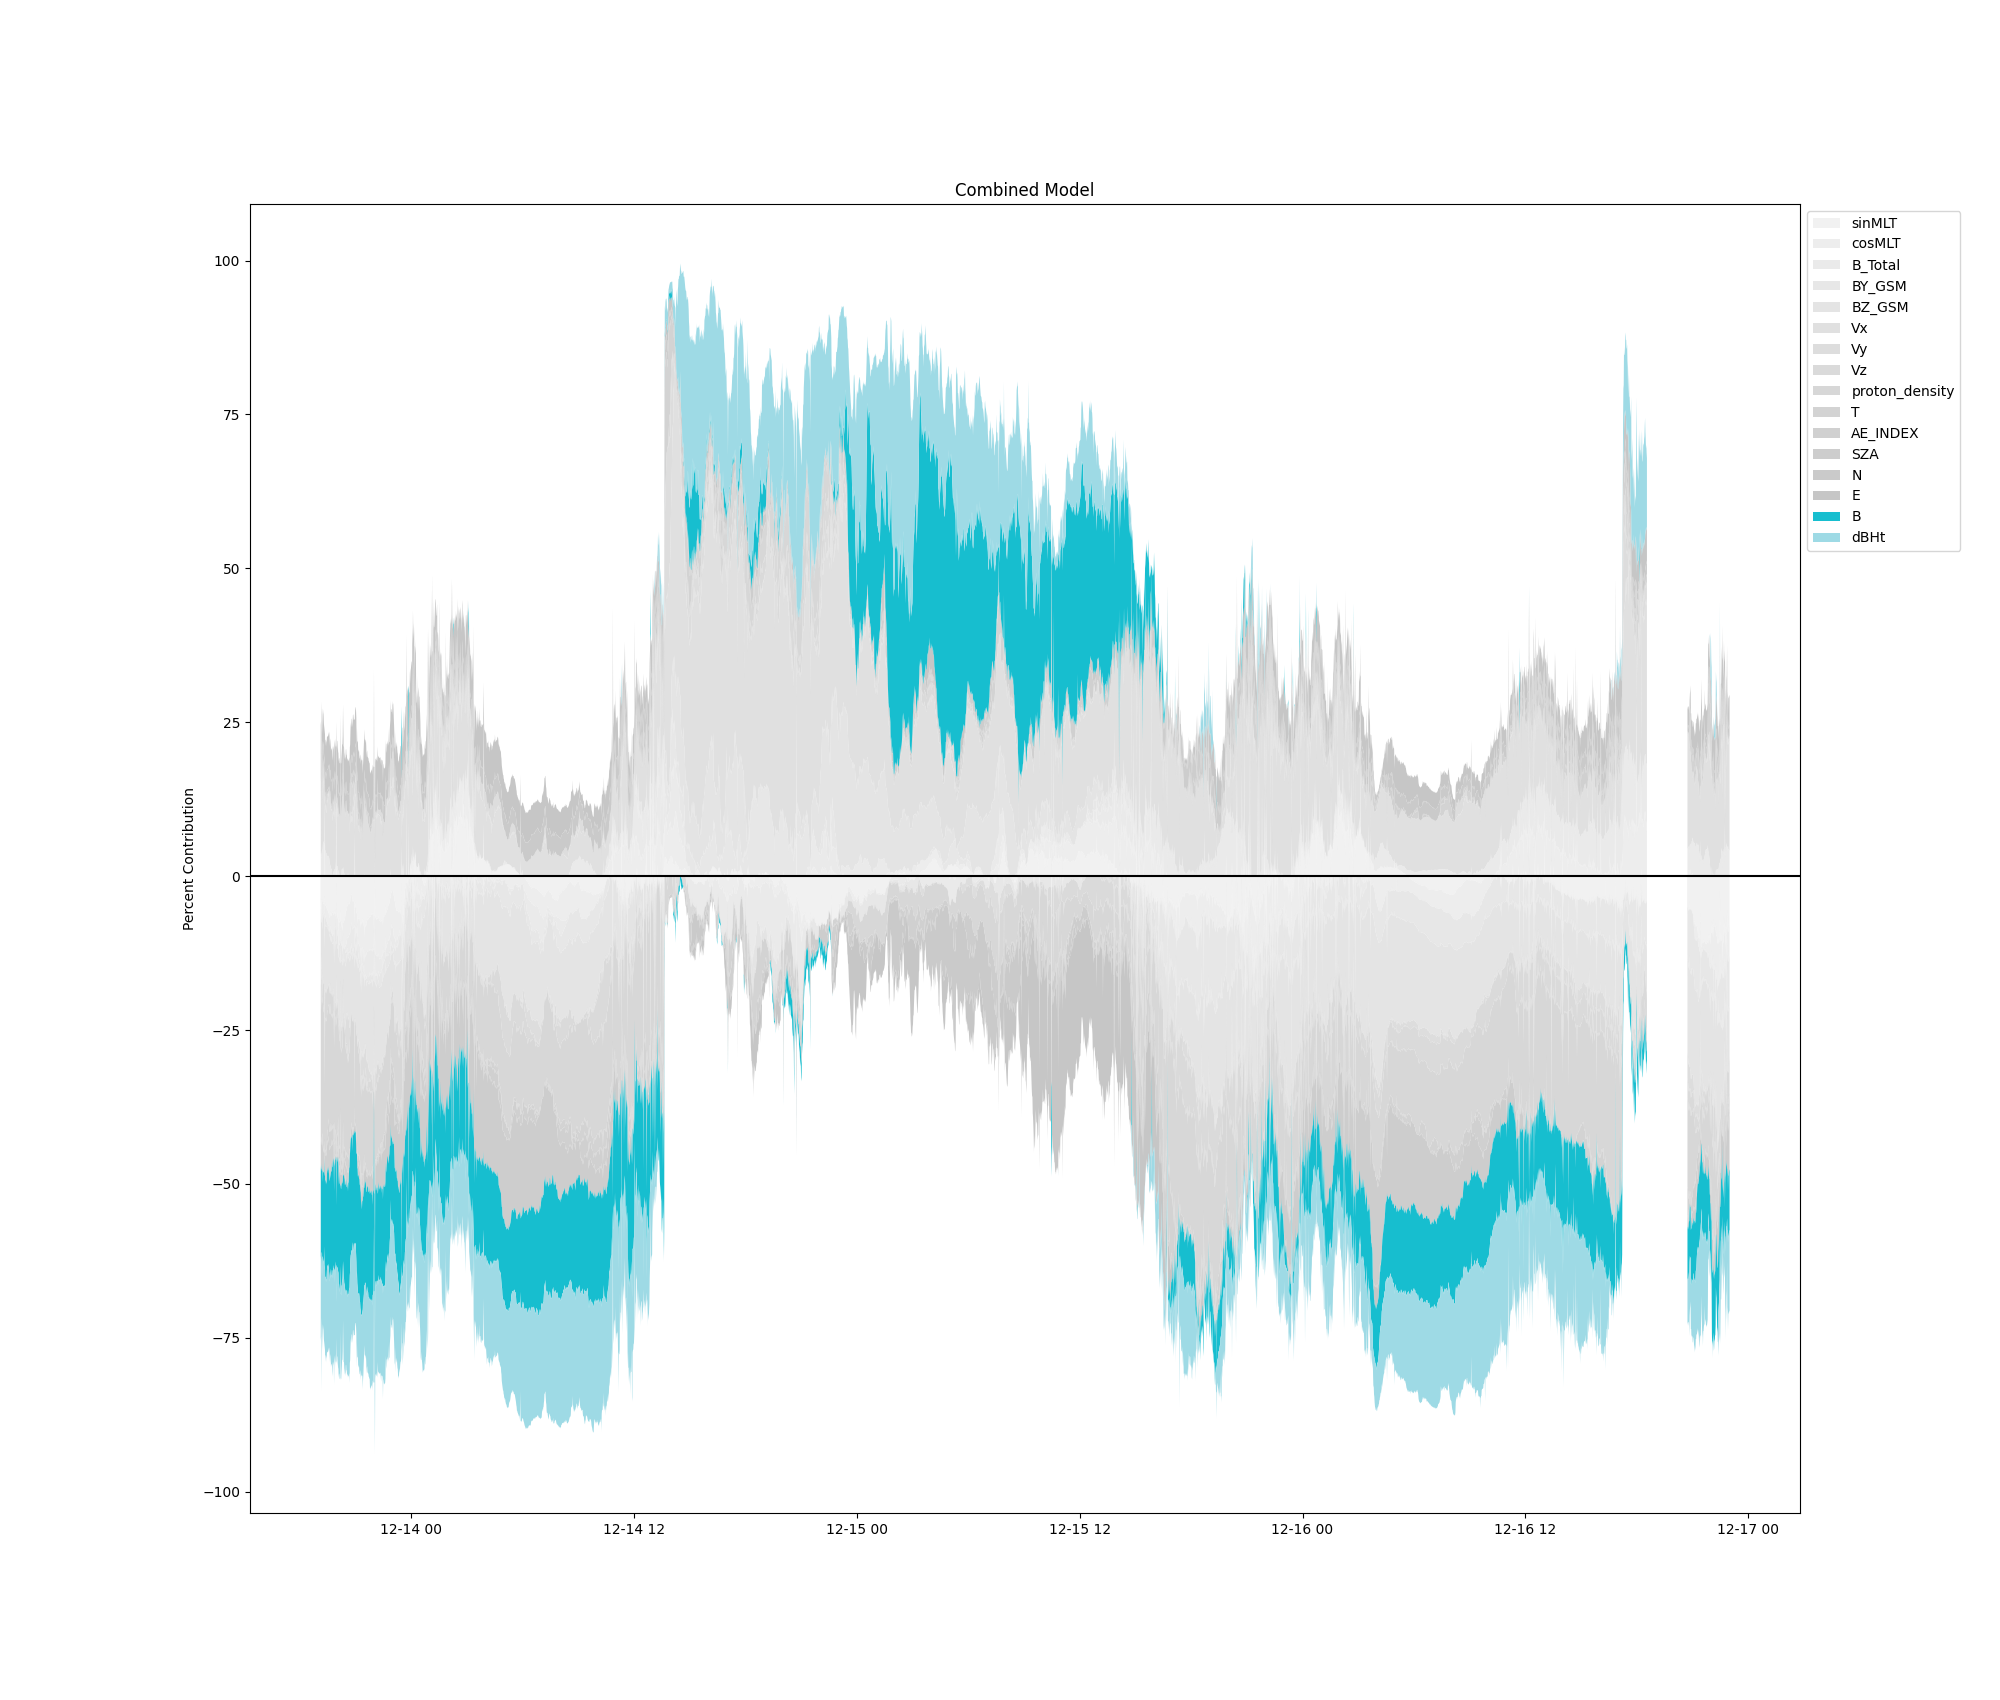 Combined Model
sinMLT
cosMLT
B_Total
BY_GSM
BZ_GSM
Vx
Vy
Vz
proton_density
T
AE_INDEX
SZA
N
E
B
dBHt
Percent Contribution
100
75
50
25
0
−25
−50
−75
−100
12-14 00
12-14 12
12-15 00
12-15 12
12-16 00
12-16 12
12-17 00